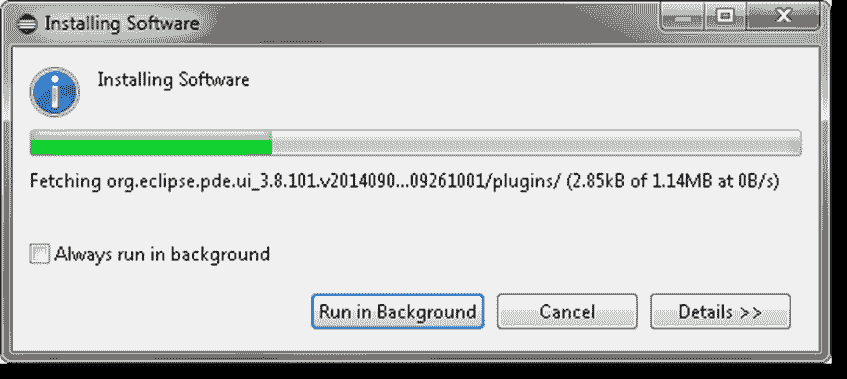 Installing Software
Installing Software
Fetching org.eclipse.pde.ui_3.8.101.v2014090...09261001/plugins/ (2.85kB of 1.14MB at 0B/s)
Always run in background
Run in Background Cancel Details >>